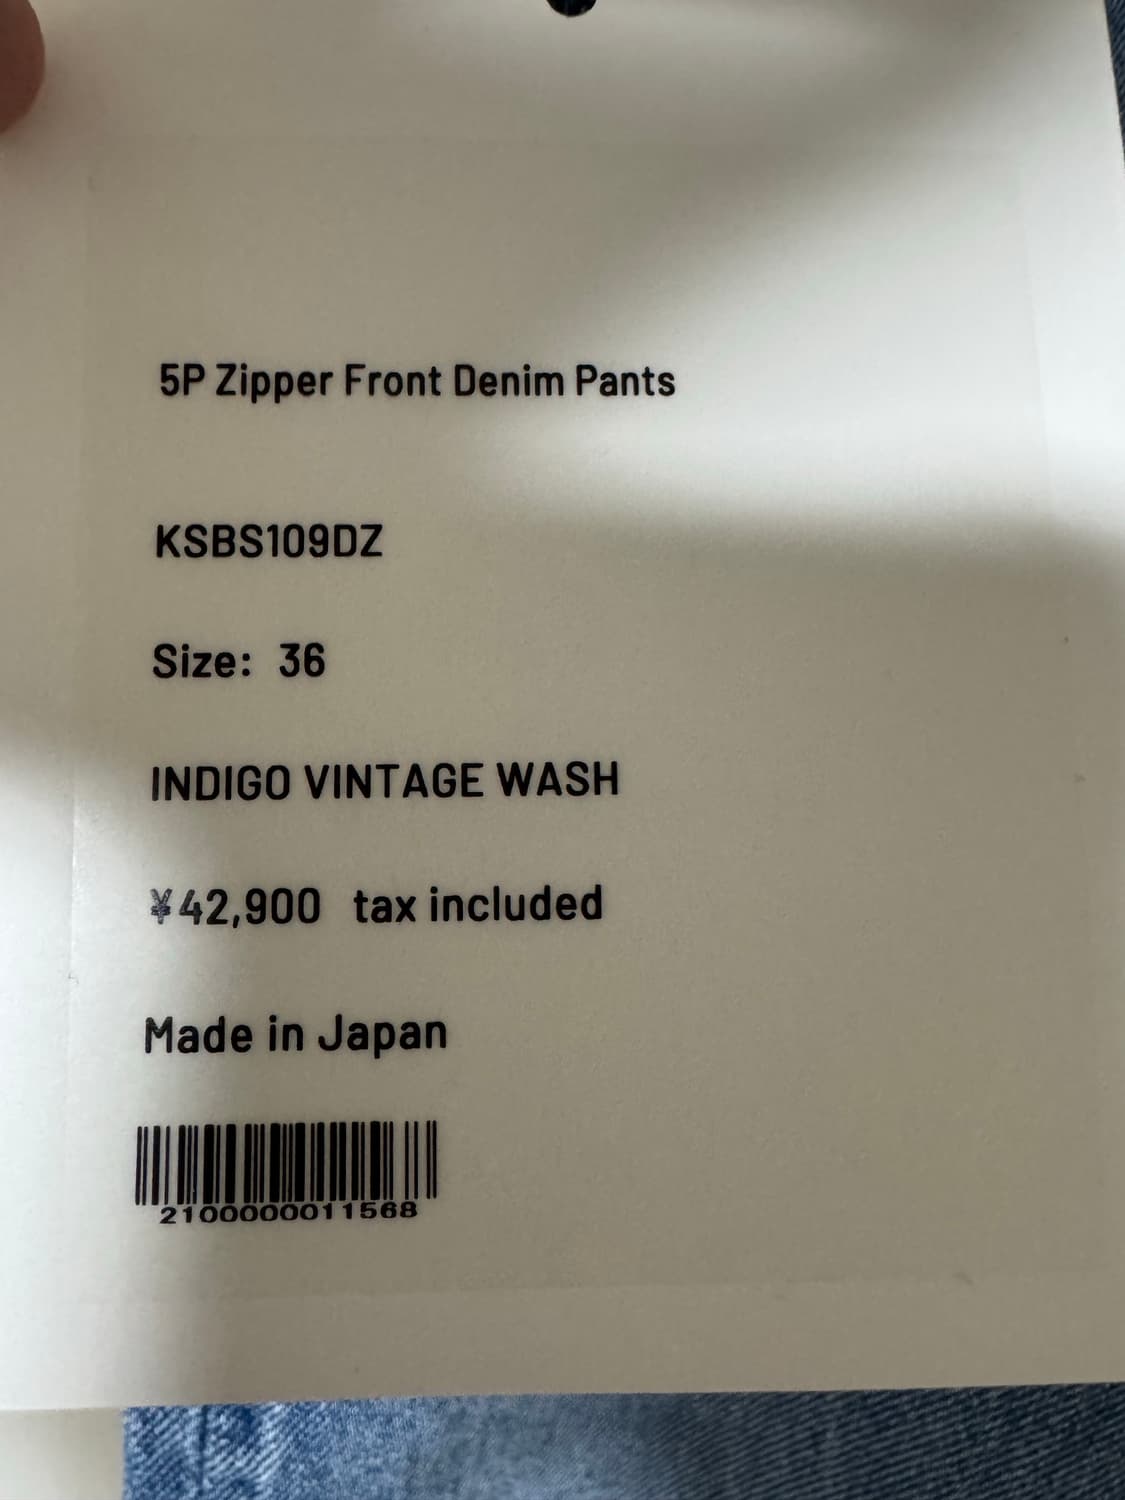 5P Zipper Front Denim Pants
KSBS109DZ
Size: 36
INDIGO VINTAGE WASH
¥42,900 tax included
Made in Japan
2100000011568